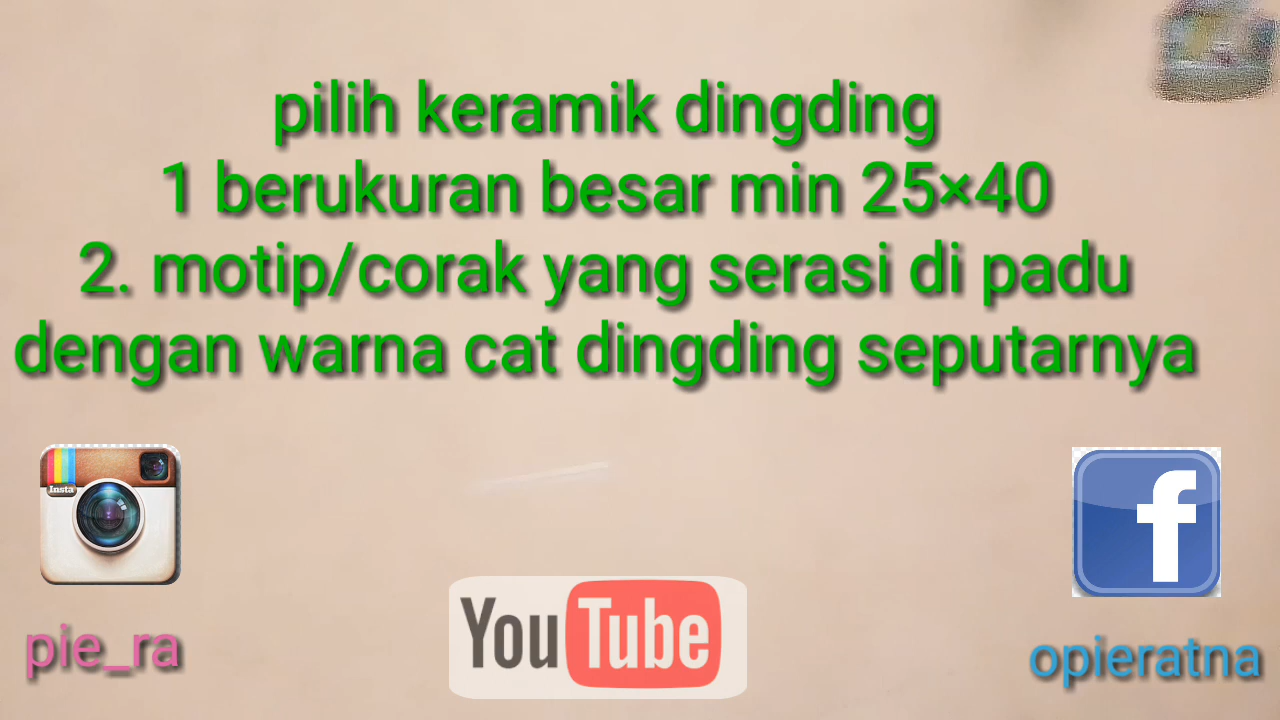 pilih keramik dingding
1 berukuran besar min 25×40
2. motip/corak yang serasi di padu
dengan warna cat dingding seputarnya
Insta
pie_ra
YouTube
opieratna